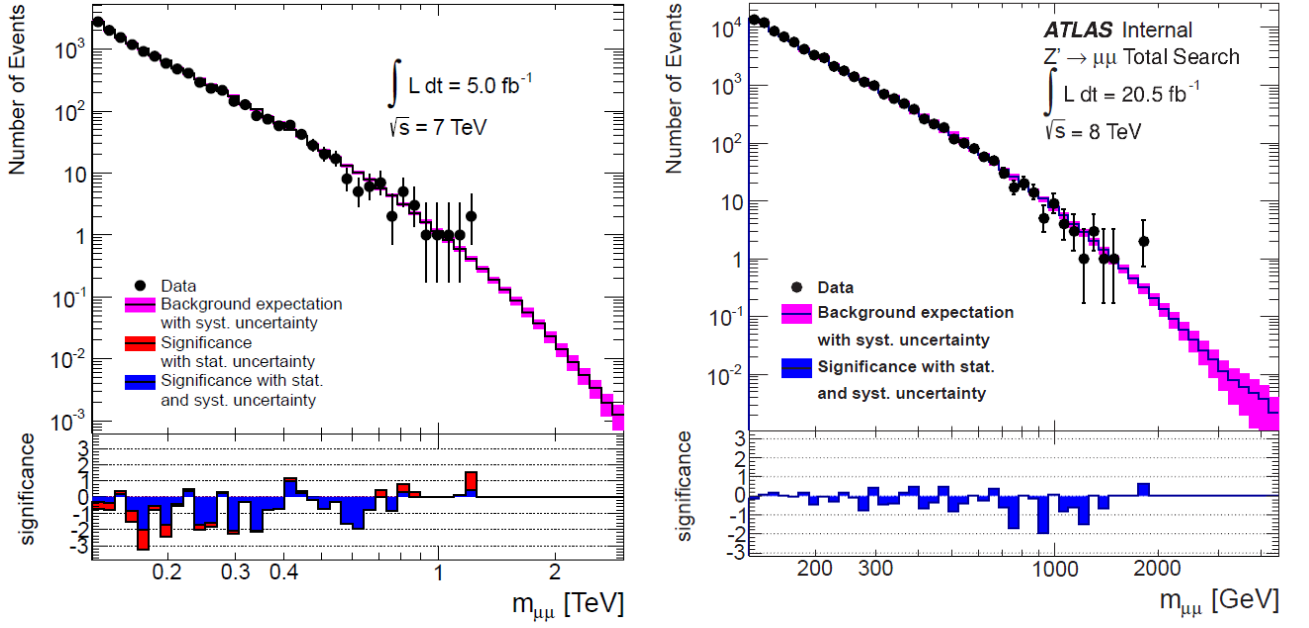 Number of Events
10³
10²
10
1
10⁻¹
10⁻²
10⁻³
∫ L dt = 5.0 fb⁻¹
√s = 7 TeV
Data
Background expectation
with syst. uncertainty
Significance
with stat. uncertainty
Significance with stat.
and syst. uncertainty
significance
3
2
1
0
-1
-2
-3
0.2
0.3
0.4
1
2
m_μμ [TeV]
Number of Events
10⁴
10³
10²
10
1
10⁻¹
10⁻²
ATLAS Internal
Z' → μμ Total Search
∫ L dt = 20.5 fb⁻¹
√s = 8 TeV
Data
Background expectation
with syst. uncertainty
Significance with stat.
and syst. uncertainty
significance
3
2
1
0
-1
-2
-3
200
300
1000
2000
m_μμ [GeV]